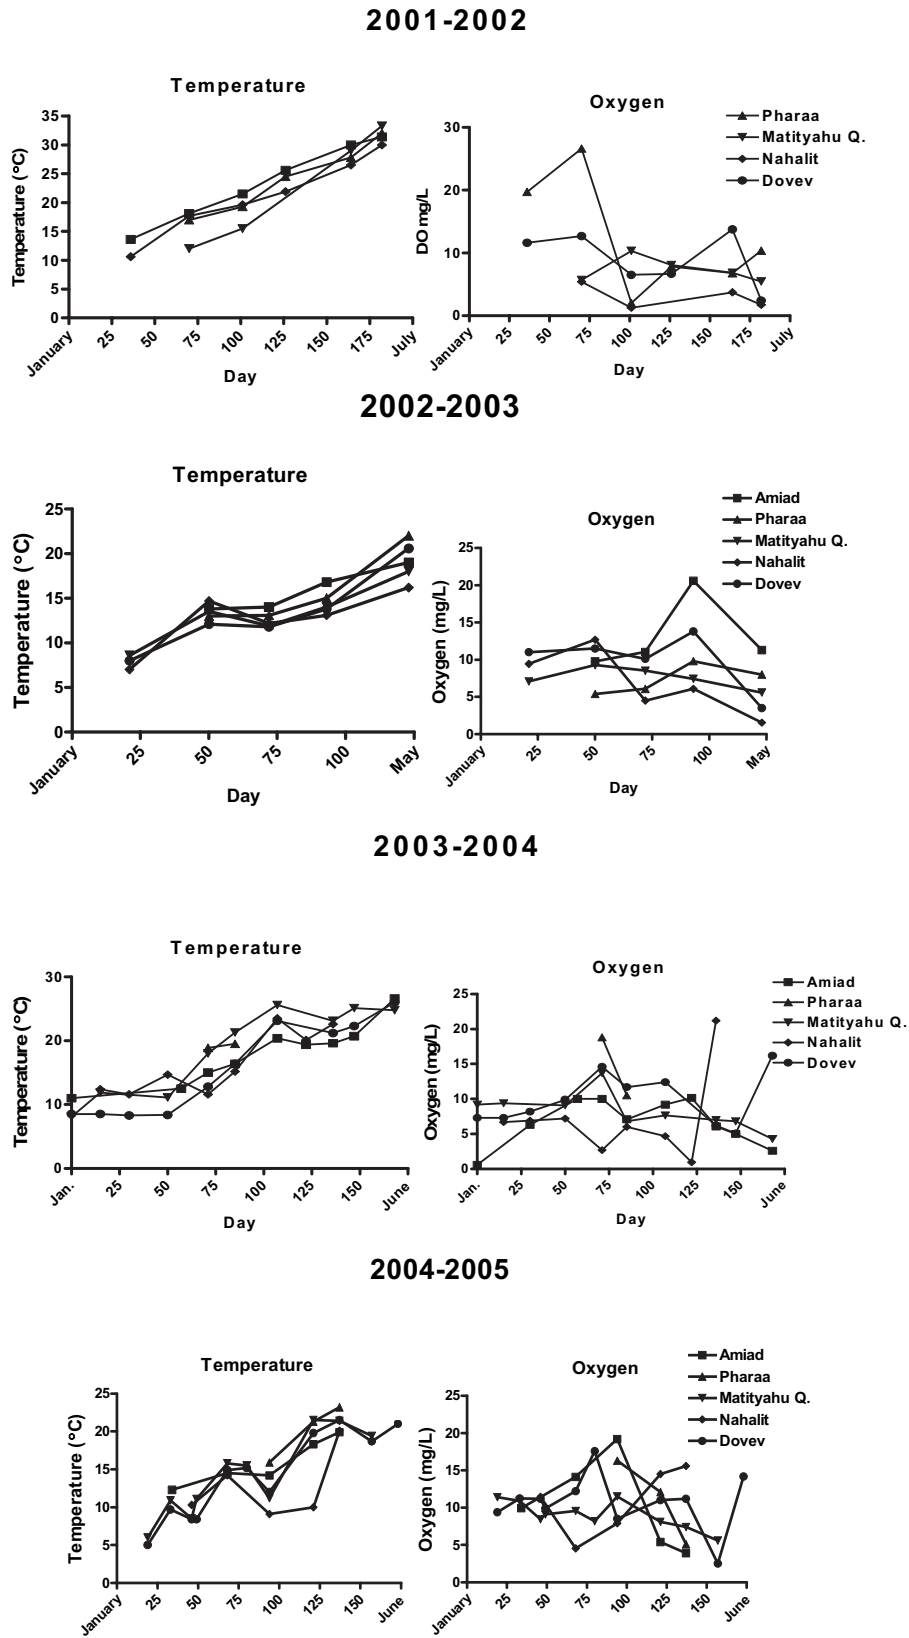 2001-2002
Temperature
Temperature (°C)
35
30
25
20
15
10
5
0
January
25
50
75
100
125
150
175
July
Day
Oxygen
DO mg/L
30
20
10
0
January
25
50
75
100
125
150
175
July
Day
Pharaa
Matityahu Q.
Nahalit
Dovev
2002-2003
Temperature
Temperature (°C)
25
20
15
10
5
0
January
25
50
75
100
May
Day
Oxygen
Oxygen (mg/L)
25
20
15
10
5
0
January
25
50
75
100
May
Day
Amiad
Pharaa
Matityahu Q.
Nahalit
Dovev
2003-2004
Temperature
Temperature (°C)
30
20
10
0
Jan.
25
50
75
100
125
150
June
Day
Oxygen
Oxygen (mg/L)
25
20
15
10
5
0
Jan.
25
50
75
100
125
150
June
Day
Amiad
Pharaa
Matityahu Q.
Nahalit
Dovev
2004-2005
Temperature
Temperature (°C)
25
20
15
10
5
0
January
25
50
75
100
125
150
June
Oxygen
Oxygen (mg/L)
25
20
15
10
5
0
January
25
50
75
100
125
150
June
Amiad
Pharaa
Matityahu Q.
Nahalit
Dovev